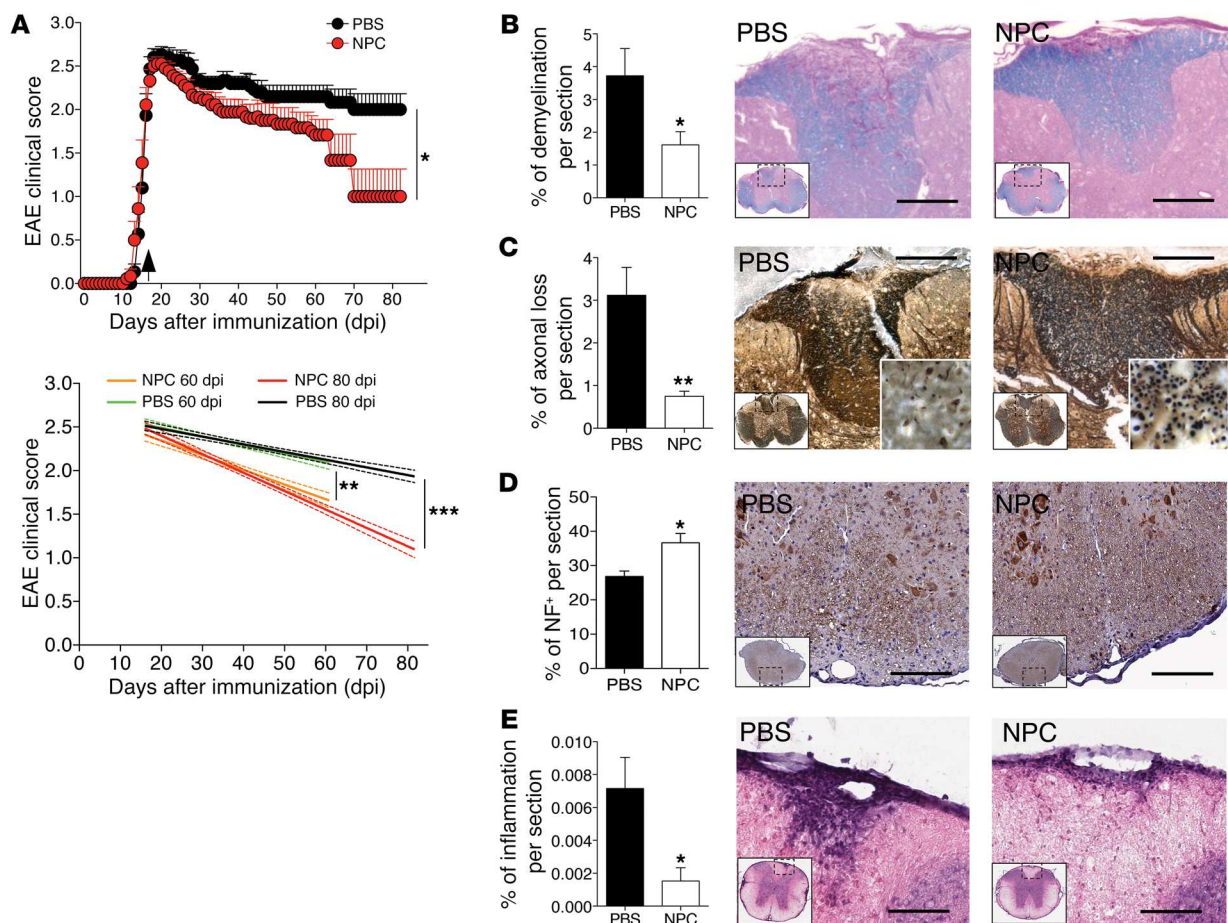 A
PBS
NPC
EAE clinical score
3.0
2.5
2.0
1.5
1.0
0.5
0.0
*
0 10 20 30 40 50 60 70 80
Days after immunization (dpi)
NPC 60 dpi
NPC 80 dpi
PBS 60 dpi
PBS 80 dpi
EAE clinical score
3.0
2.5
2.0
1.5
1.0
0.5
0.0
**
***
0 10 20 30 40 50 60 70 80
Days after immunization (dpi)
B
% of demyelination
per section
5
4
3
2
1
0
*
PBS NPC
PBS
NPC
C
% of axonal loss
per section
4
3
2
1
0
**
PBS NPC
PBS
NPC
D
% of NF+ per section
50
40
30
20
10
0
*
PBS NPC
PBS
NPC
E
% of inflammation
per section
0.010
0.008
0.006
0.004
0.002
0.000
*
PBS NPC
PBS
NPC